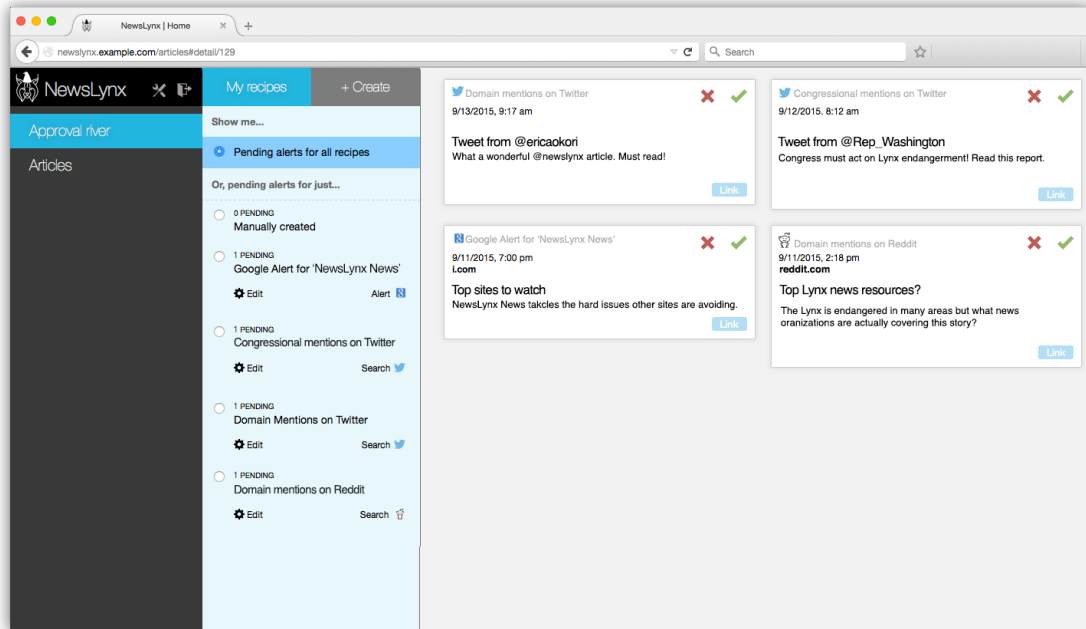 NewsLynx | Home
newslynx.example.com/articles#detail/129
Search
NewsLynx
Approval river
Articles
My recipes
+ Create
Show me...
Pending alerts for all recipes
Or, pending alerts for just...
0 PENDING
Manually created
1 PENDING
Google Alert for ‘NewsLynx News’
Edit
Alert
1 PENDING
Congressional mentions on Twitter
Edit
Search
1 PENDING
Domain Mentions on Twitter
Edit
Search
1 PENDING
Domain mentions on Reddit
Edit
Search
Domain mentions on Twitter
9/13/2015, 9:17 am
Tweet from @ericaokori
What a wonderful @newslynx article. Must read!
Link
Congressional mentions on Twitter
9/12/2015. 8:12 am
Tweet from @Rep_Washington
Congress must act on Lynx endangerment! Read this report.
Link
Google Alert for ‘NewsLynx News’
9/11/2015, 7:00 pm
i.com
Top sites to watch
NewsLynx News takcles the hard issues other sites are avoiding.
Link
Domain mentions on Reddit
9/11/2015, 2:18 pm
reddit.com
Top Lynx news resources?
The Lynx is endangered in many areas but what news
oranizations are actually covering this story?
Link